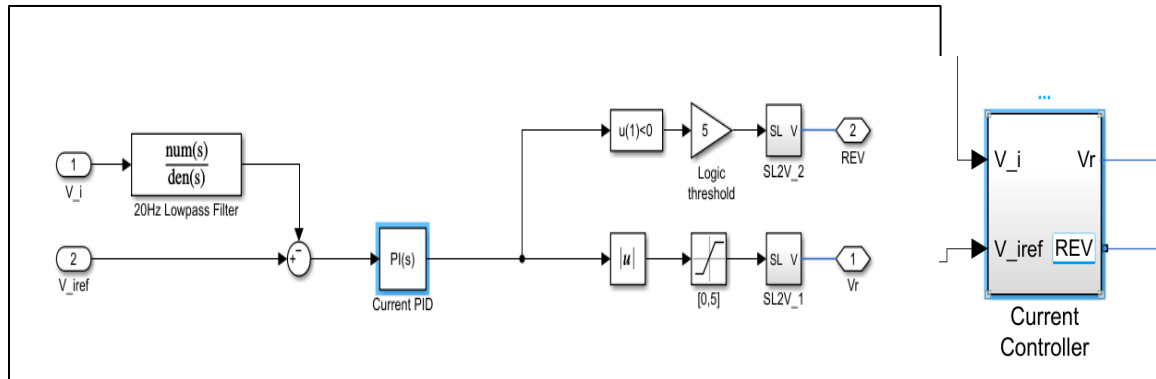 1
V_i
num(s)
den(s)
20Hz Lowpass Filter
2
V_iref
+
−
PI(s)
Current PID
u(1)<0
5
Logic
threshold
SL V
SL2V_2
2
REV
|u|
[0,5]
SL V
SL2V_1
1
Vr
...
V_i
Vr
V_iref
REV
Current
Controller